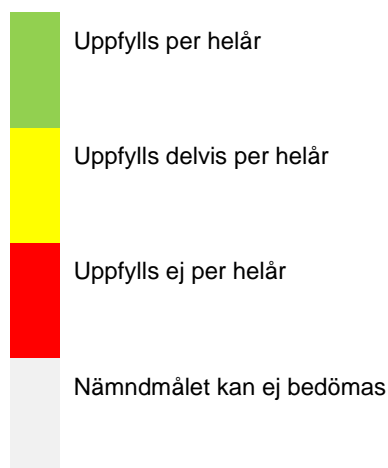 Uppfylls per helår
Uppfylls delvis per helår
Uppfylls ej per helår
Nämndmålet kan ej bedömas